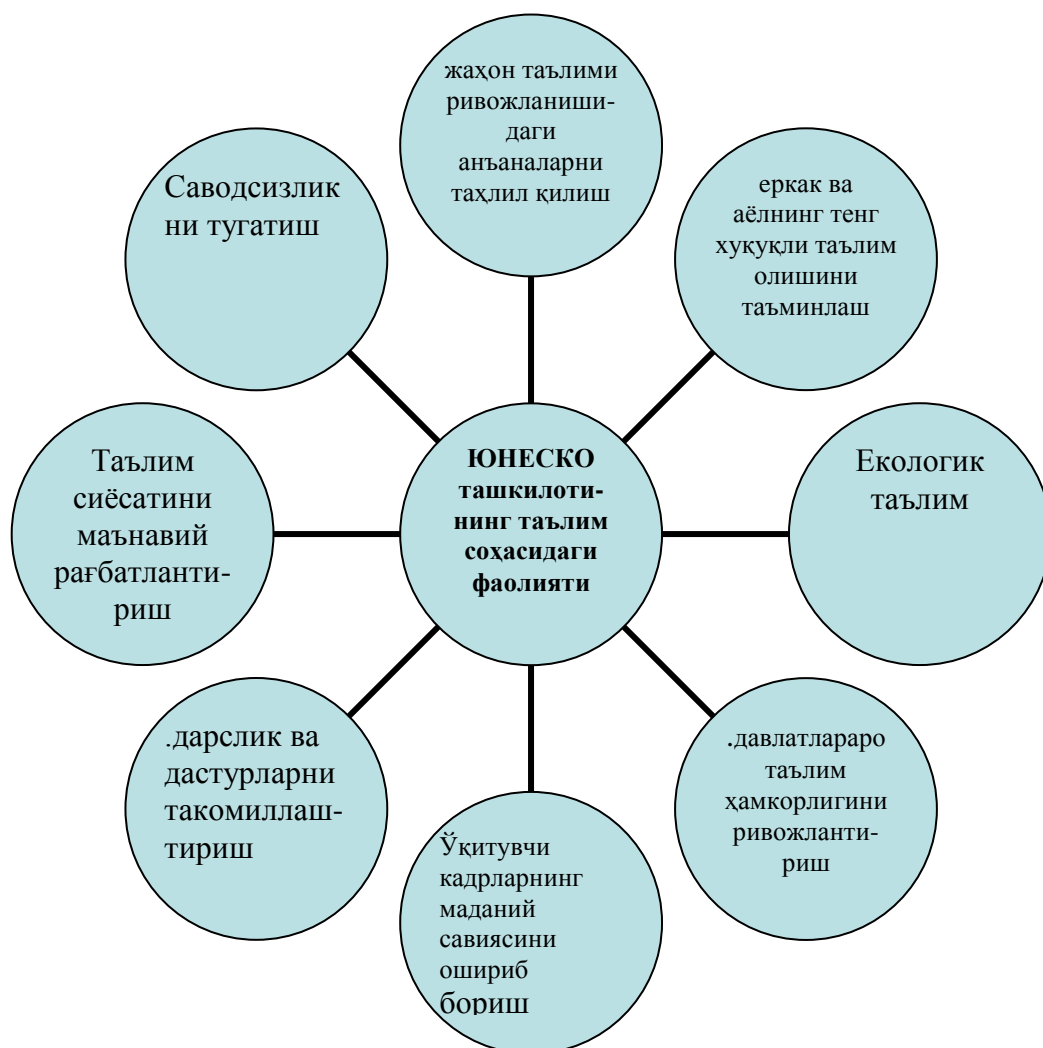 жаҳон таълими
ривожланиши-
даги
анъаналарни
таҳлил қилиш
еркак ва
аёлнинг тенг
хуқуқли таълим
олишини
таъминлаш
Екологик
таълим
.давлатлараро
таълим
ҳамкорлигини
ривожланти-
риш
Ўқитувчи
кадрларнинг
маданий
савиясини
ошириб
бориш
.дарслик ва
дастурларни
такомиллаш-
тириш
Таълим
сиёсатини
маънавий
рағбатланти-
риш
Саводсизлик
ни тугатиш
ЮНЕСКО
ташкилоти-
нинг таълим
соҳасидаги
фаолияти